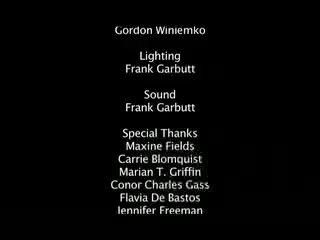 Gordon Winiemko
Lighting
Frank Garbutt
Sound
Frank Garbutt
Special Thanks
Maxine Fields
Carrie Blomquist
Marian T. Griffin
Conor Charles Gass
Flavia De Bastos
Jennifer Freeman